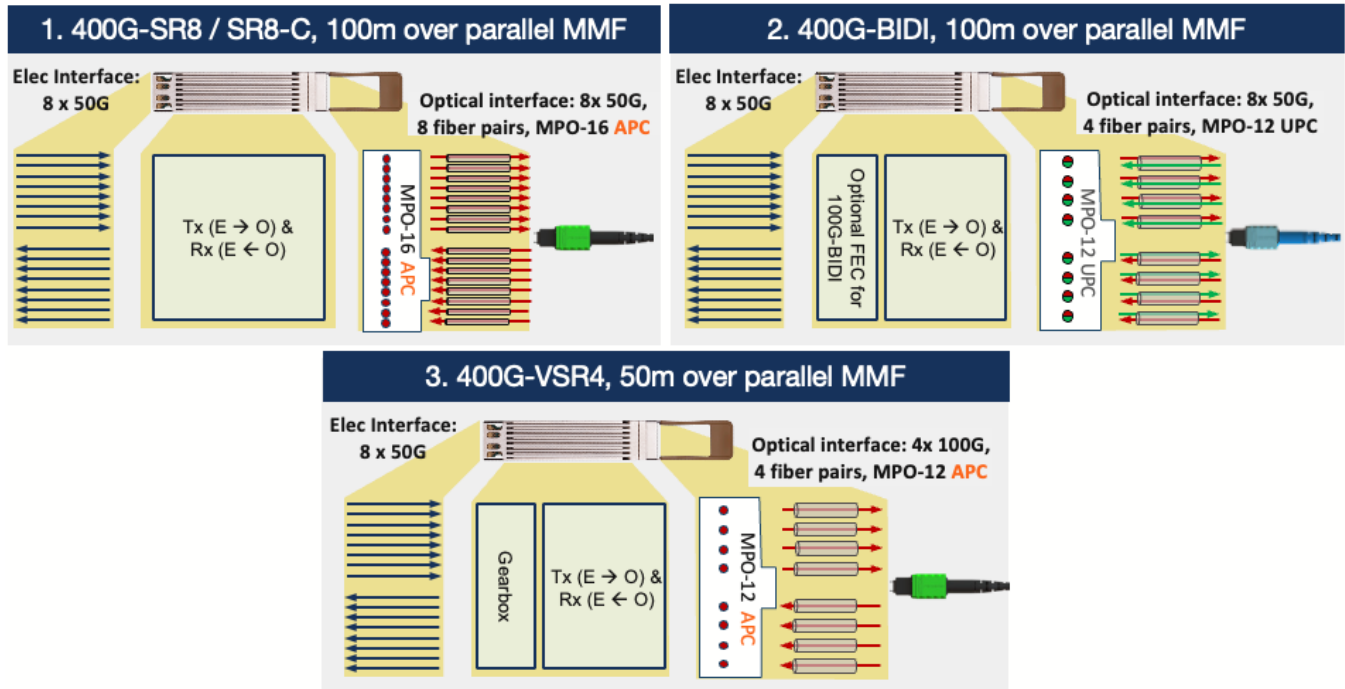 1. 400G-SR8 / SR8-C, 100m over parallel MMF
Elec Interface:
8 x 50G
Optical interface: 8x 50G,
8 fiber pairs, MPO-16 APC
Tx (E → O) &
Rx (E ← O)
MPO-16 APC
2. 400G-BIDI, 100m over parallel MMF
Elec Interface:
8 x 50G
Optical interface: 8x 50G,
4 fiber pairs, MPO-12 UPC
Optional FEC for
100G-BIDI
Tx (E → O) &
Rx (E ← O)
MPO-12 UPC
3. 400G-VSR4, 50m over parallel MMF
Elec Interface:
8 x 50G
Optical interface: 4x 100G,
4 fiber pairs, MPO-12 APC
Gearbox
Tx (E → O) &
Rx (E ← O)
MPO-12 APC